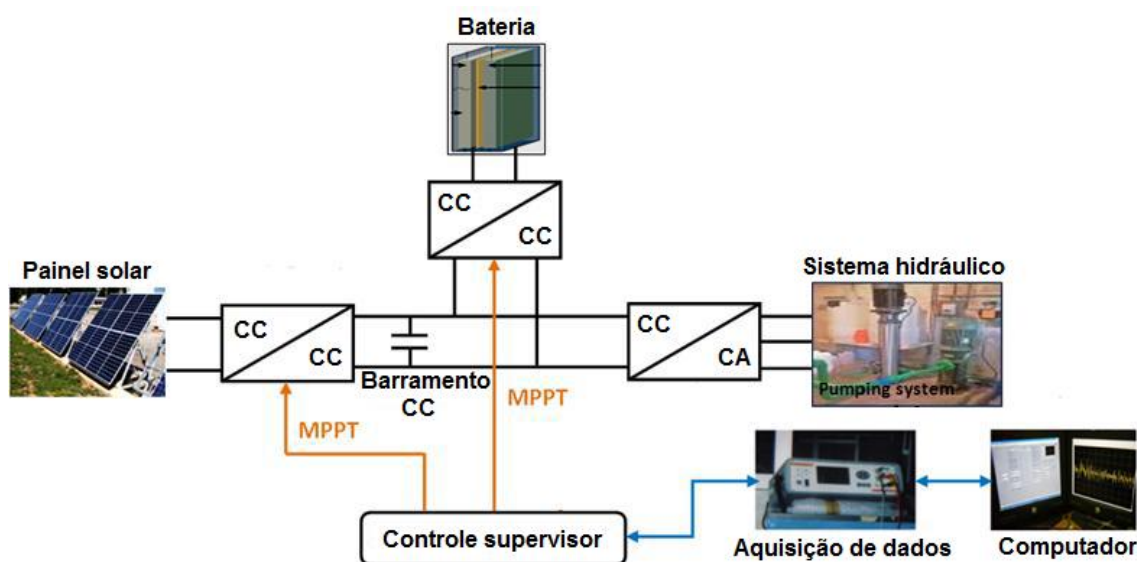 Bateria
CC
CC
Painel solar
Sistema hidráulico
CC
CC
CC
CA
Barramento
CC
MPPT
MPPT
Pumping system
Controle supervisor
Aquisição de dados
Computador